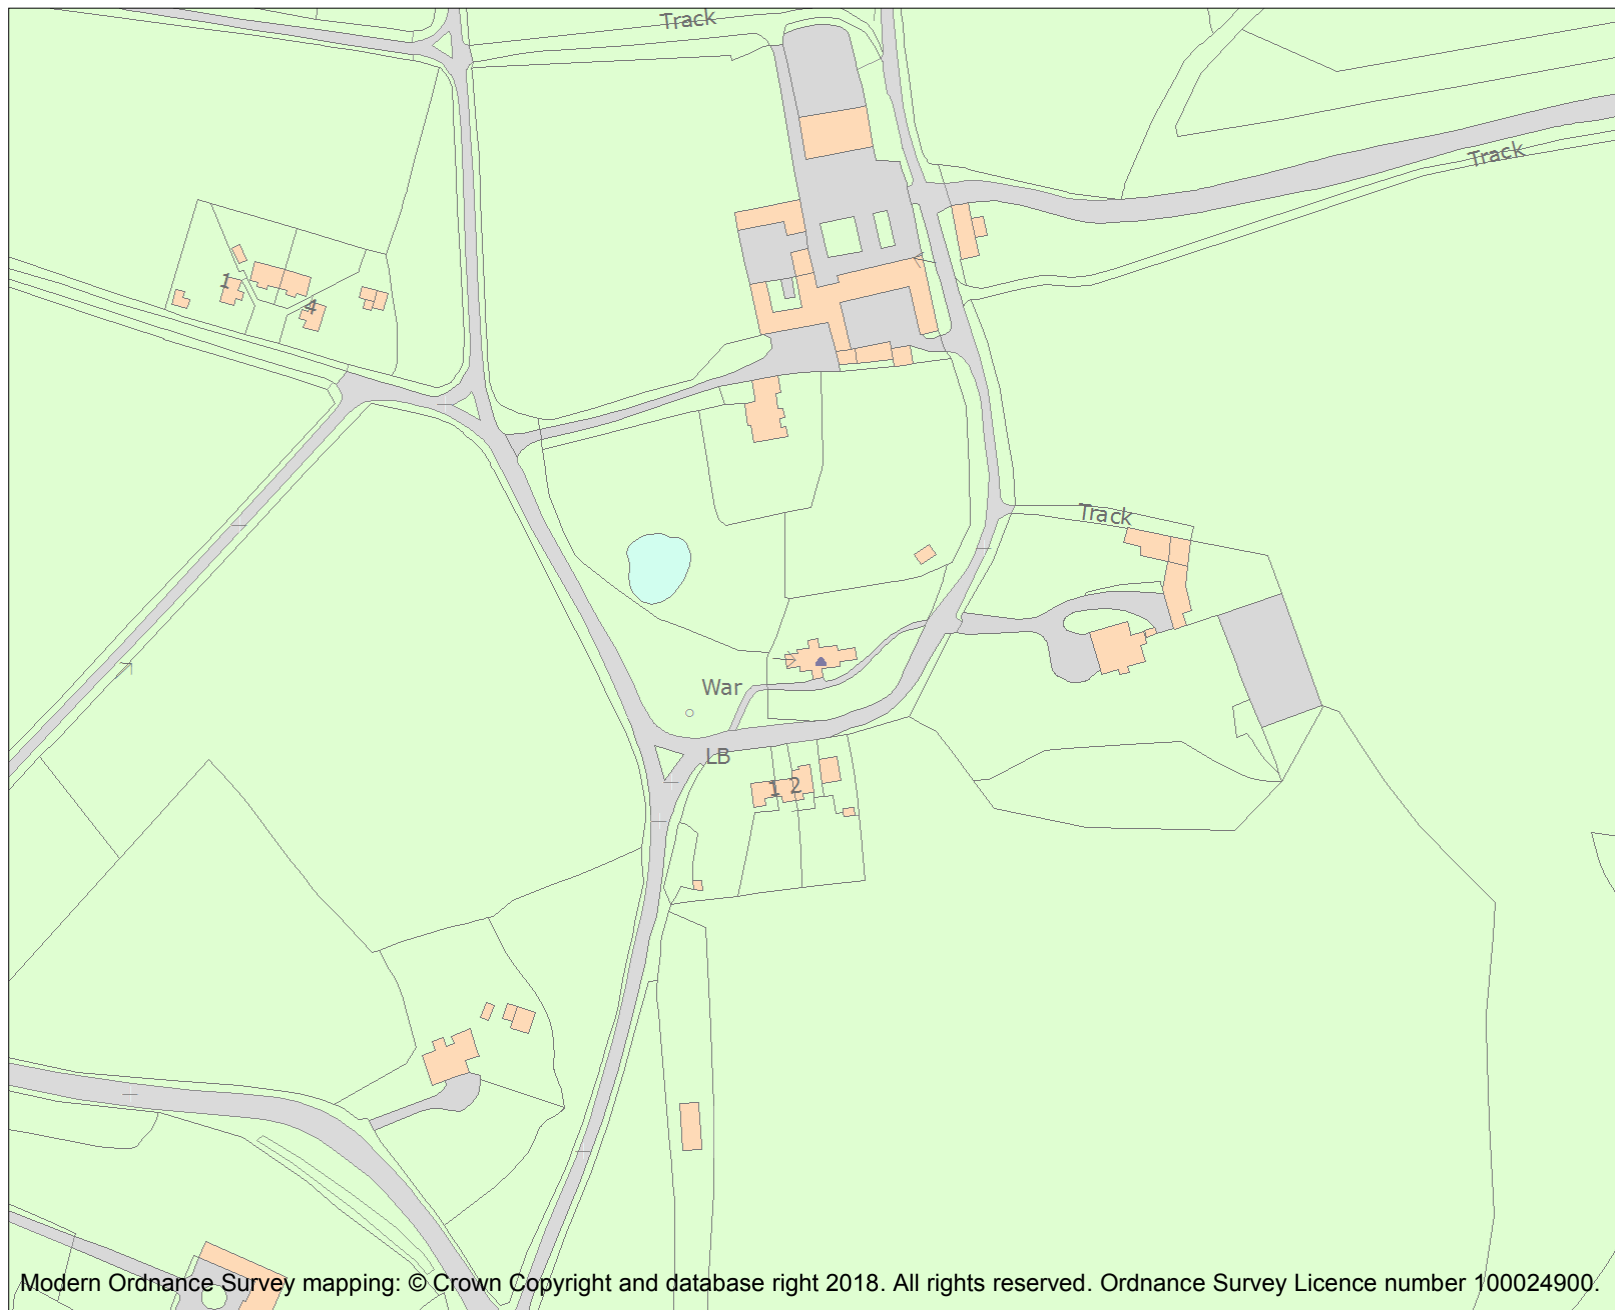 Track
Track
1
4
Track
War
LB
1 2
Modern Ordnance Survey mapping: © Crown Copyright and database right 2018. All rights reserved. Ordnance Survey Licence number 100024900.